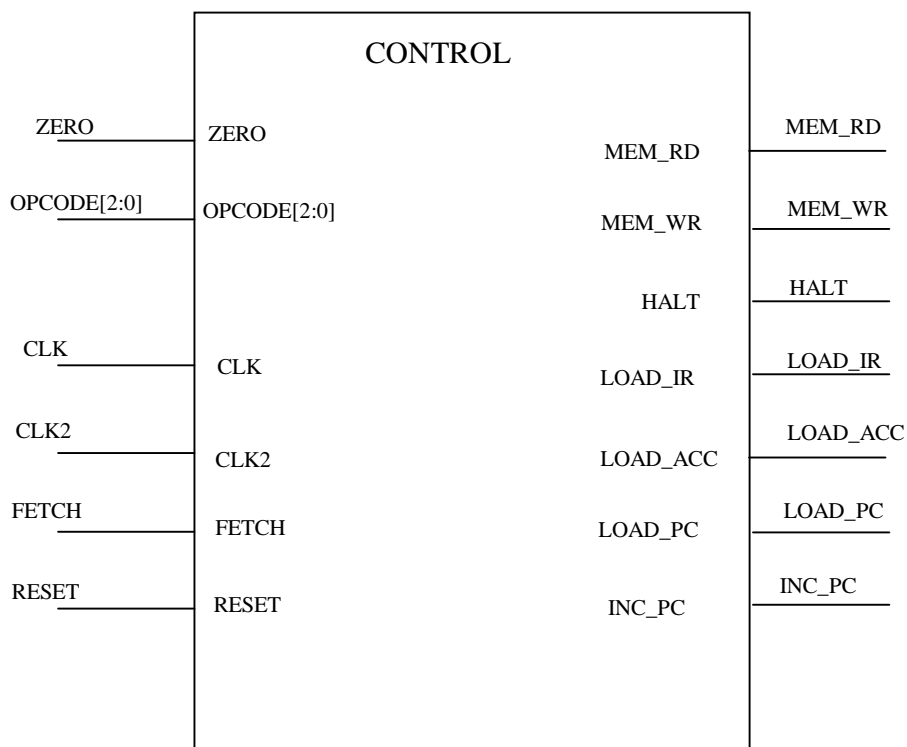 CONTROL
ZERO
ZERO
MEM_RD
MEM_RD
OPCODE[2:0]
OPCODE[2:0]
MEM_WR
MEM_WR
HALT
HALT
CLK
CLK
LOAD_IR
LOAD_IR
CLK2
CLK2
LOAD_ACC
LOAD_ACC
FETCH
FETCH
LOAD_PC
LOAD_PC
RESET
RESET
INC_PC
INC_PC